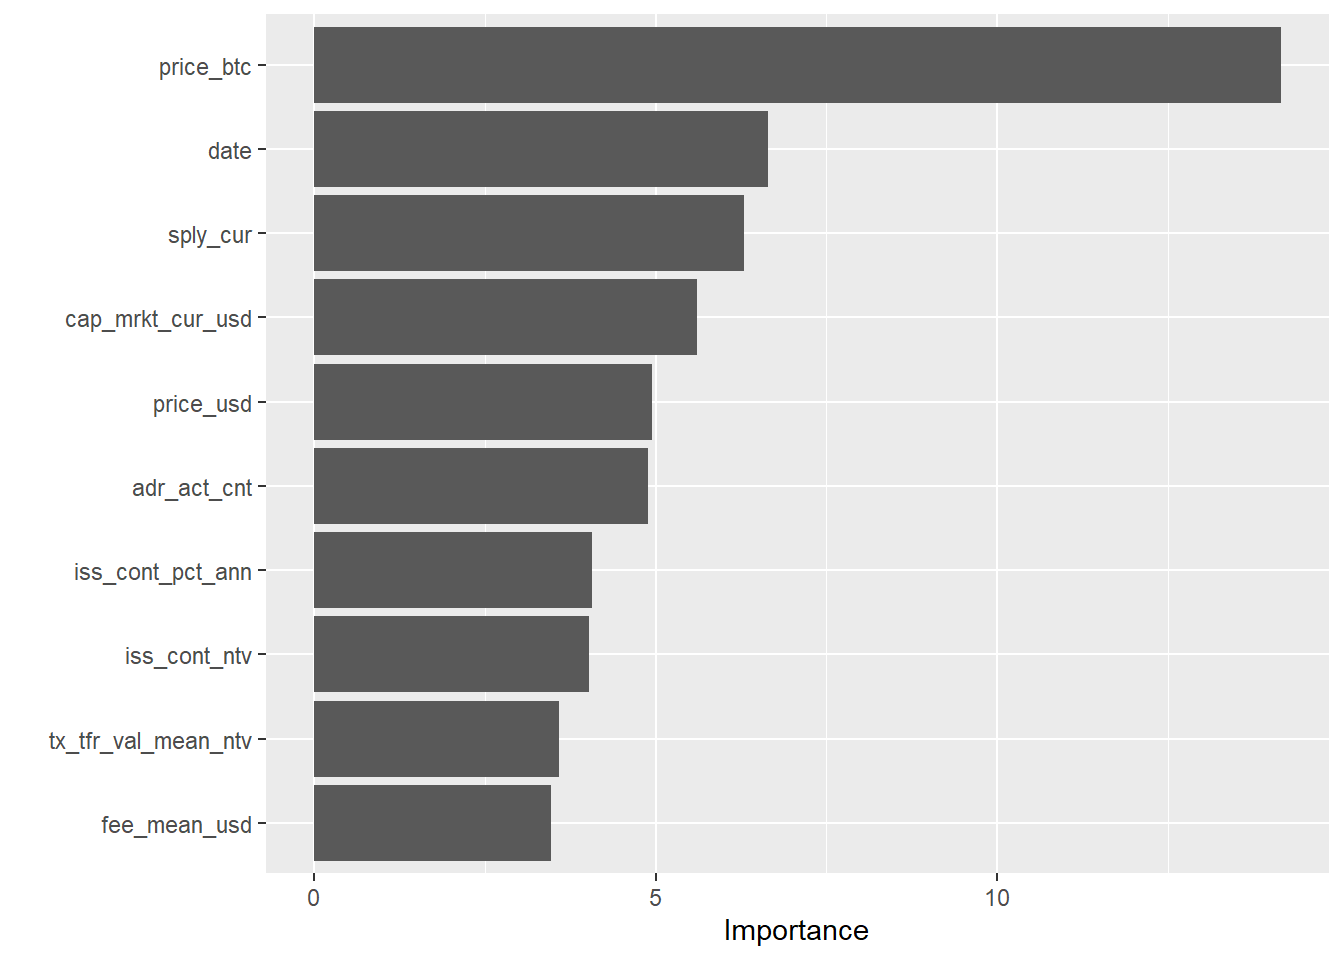 price_btc
date
sply_cur
cap_mrkt_cur_usd
price_usd
adr_act_cnt
iss_cont_pct_ann
iss_cont_ntv
tx_tfr_val_mean_ntv
fee_mean_usd
0 5 10
Importance